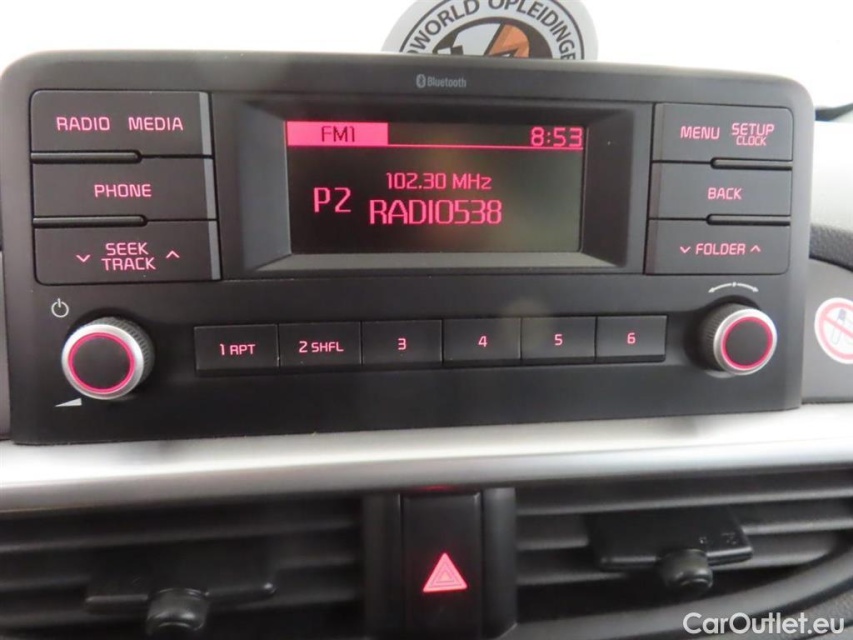 WORLD OPLEIDINGE
Bluetooth
RADIO MEDIA
FM1 8:53
MENU SETUP
CLOCK
PHONE
102.30 MHz
P2 RADIO538
BACK
SEEK
TRACK
FOLDER
1 RPT 2 SHFL 3 4 5 6
CarOutlet.eu